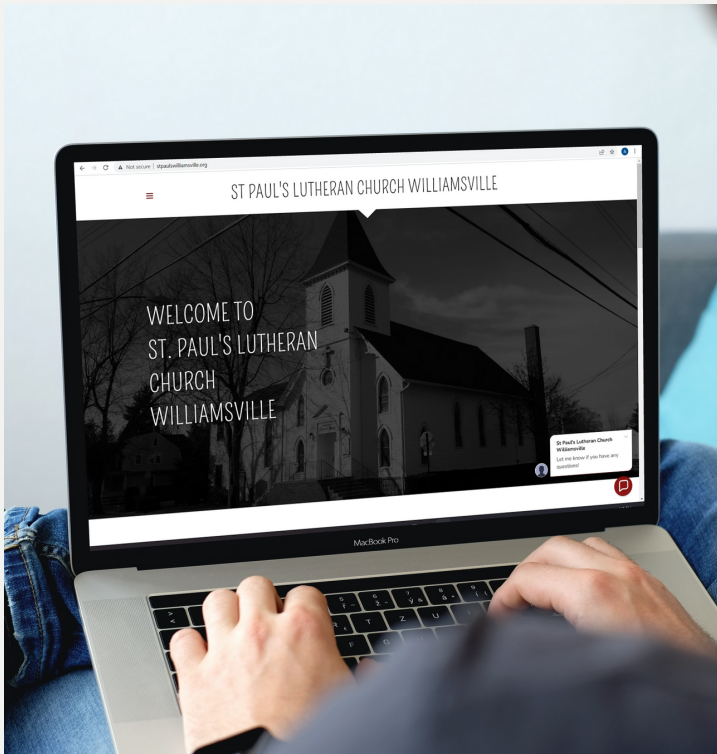 Not secure | stpaulswilliamsville.org
ST PAUL'S LUTHERAN CHURCH WILLIAMSVILLE
WELCOME TO
ST. PAUL'S LUTHERAN
CHURCH
WILLIAMSVILLE
St Paul's Lutheran Church
Williamsville
Let me know if you have any
questions!
MacBook Pro
R T Z U
F G